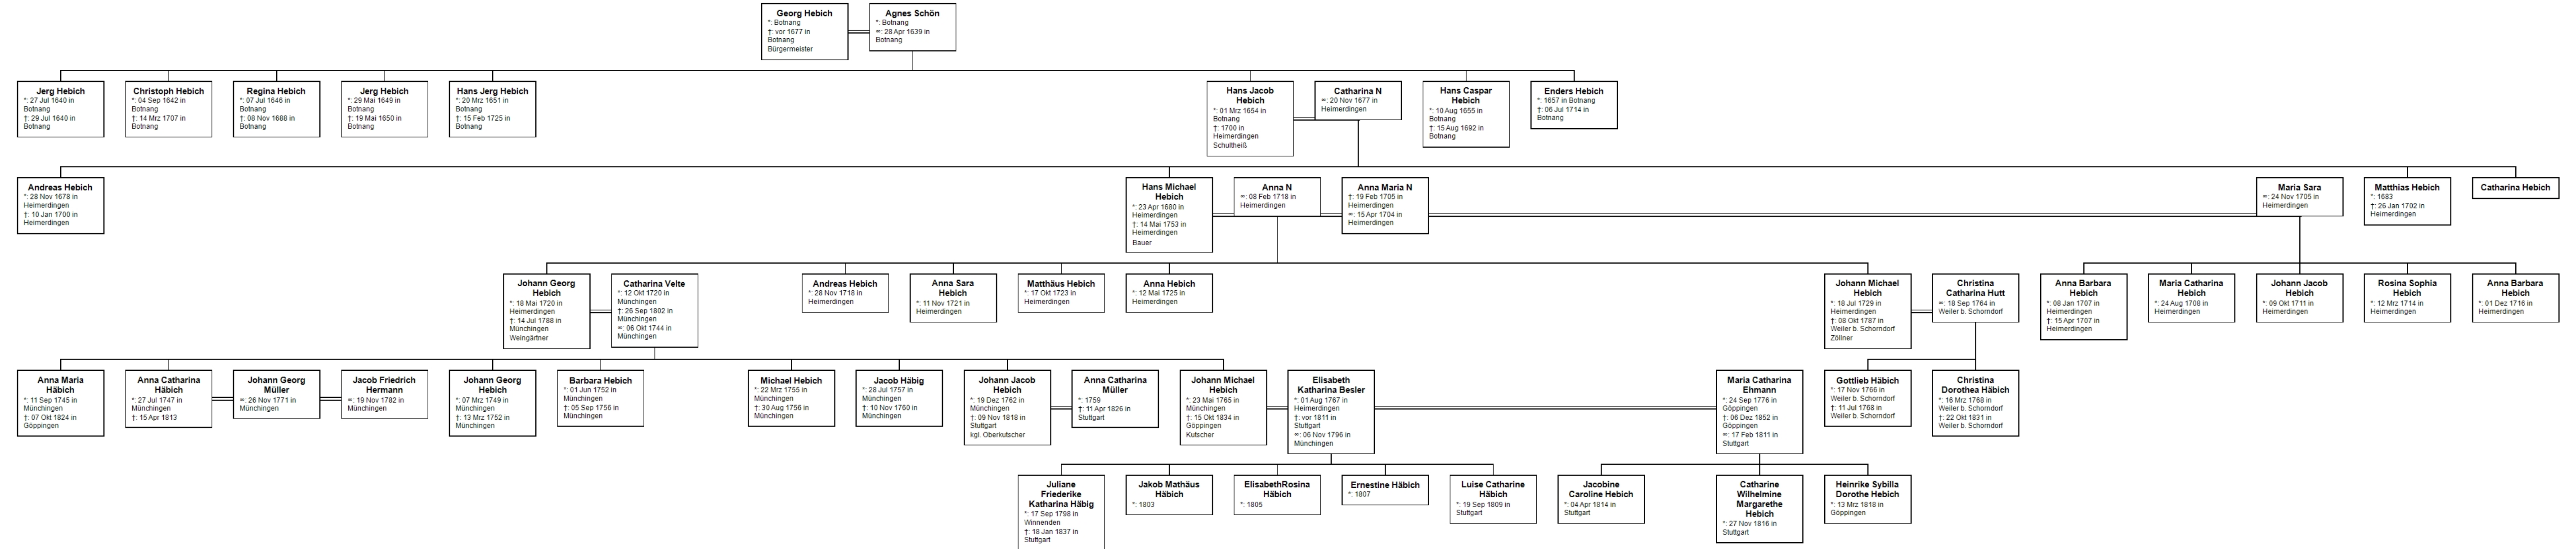 Georg Hebich
*: Botnang
†: vor 1677 in
Botnang
Bürgermeister
Agnes Schön
*: Botnang
⚭: 28 Apr 1639 in
Botnang
Jerg Hebich
*: 27 Jul 1640 in
Botnang
†: 29 Jul 1640 in
Botnang
Christoph Hebich
*: 04 Sep 1642 in
Botnang
†: 14 Mrz 1707 in
Botnang
Regina Hebich
*: 07 Jul 1646 in
Botnang
†: 08 Nov 1688 in
Botnang
Jerg Hebich
*: 29 Mai 1649 in
Botnang
†: 19 Mai 1650 in
Botnang
Hans Jerg Hebich
*: 20 Mrz 1651 in
Botnang
†: 15 Feb 1725 in
Botnang
Hans Jacob
Hebich
*: 01 Mrz 1654 in
Botnang
†: 1700 in
Heimerdingen
Schultheiß
Catharina N
⚭: 20 Nov 1677 in
Heimerdingen
Hans Caspar
Hebich
*: 10 Aug 1655 in
Botnang
†: 15 Aug 1692 in
Botnang
Enders Hebich
*: 1657 in Botnang
†: 06 Jul 1714 in
Botnang
Andreas Hebich
*: 28 Nov 1678 in
Heimerdingen
†: 10 Jan 1700 in
Heimerdingen
Hans Michael
Hebich
*: 23 Apr 1680 in
Heimerdingen
†: 14 Mai 1753 in
Heimerdingen
Bauer
Anna N
⚭: 08 Feb 1718 in
Heimerdingen
Anna Maria N
†: 19 Feb 1705 in
Heimerdingen
⚭: 15 Apr 1704 in
Heimerdingen
Maria Sara
⚭: 24 Nov 1705 in
Heimerdingen
Matthias Hebich
*: 1683
†: 26 Jan 1702 in
Heimerdingen
Catharina Hebich
Johann Georg
Hebich
*: 18 Mai 1720 in
Heimerdingen
†: 14 Jul 1788 in
Münchingen
Weingärtner
Catharina Velte
*: 12 Okt 1720 in
Münchingen
†: 26 Sep 1802 in
Münchingen
⚭: 06 Okt 1744 in
Münchingen
Andreas Hebich
*: 28 Nov 1718 in
Heimerdingen
Anna Sara
Hebich
*: 11 Nov 1721 in
Heimerdingen
Matthäus Hebich
*: 17 Okt 1723 in
Heimerdingen
Anna Hebich
*: 12 Mai 1725 in
Heimerdingen
Johann Michael
Hebich
*: 18 Jul 1729 in
Heimerdingen
†: 08 Okt 1787 in
Weiler b. Schorndorf
Zöllner
Christina
Catharina Hutt
⚭: 18 Sep 1764 in
Weiler b. Schorndorf
Anna Barbara
Hebich
*: 08 Jan 1707 in
Heimerdingen
†: 15 Apr 1707 in
Heimerdingen
Maria Catharina
Hebich
*: 24 Aug 1708 in
Heimerdingen
Johann Jacob
Hebich
*: 09 Okt 1711 in
Heimerdingen
Rosina Sophia
Hebich
*: 12 Mrz 1714 in
Heimerdingen
Anna Barbara
Hebich
*: 01 Dez 1716 in
Heimerdingen
Anna Maria
Häbich
*: 11 Sep 1745 in
Münchingen
†: 07 Okt 1824 in
Göppingen
Anna Catharina
Häbich
*: 27 Jul 1747 in
Münchingen
†: 15 Apr 1813
Johann Georg
Müller
⚭: 26 Nov 1771 in
Münchingen
Jacob Friedrich
Hermann
⚭: 19 Nov 1782 in
Münchingen
Johann Georg
Hebich
*: 07 Mrz 1749 in
Münchingen
†: 13 Mrz 1752 in
Münchingen
Barbara Hebich
*: 01 Jun 1752 in
Münchingen
†: 05 Sep 1756 in
Münchingen
Michael Hebich
*: 22 Mrz 1755 in
Münchingen
†: 30 Aug 1756 in
Münchingen
Jacob Häbig
*: 28 Jul 1757 in
Münchingen
†: 10 Nov 1760 in
Münchingen
Johann Jacob
Hebich
*: 19 Dez 1762 in
Münchingen
†: 09 Nov 1818 in
Stuttgart
kgl. Oberkutscher
Anna Catharina
Müller
*: 1759
†: 11 Apr 1826 in
Stuttgart
Johann Michael
Hebich
*: 23 Mai 1765 in
Münchingen
†: 15 Okt 1834 in
Göppingen
Kutscher
Elisabeth
Katharina Besler
*: 01 Aug 1767 in
Heimerdingen
†: vor 1811 in
Stuttgart
⚭: 06 Nov 1796 in
Münchingen
Maria Catharina
Ehmann
*: 24 Sep 1776 in
Göppingen
†: 06 Dez 1852 in
Göppingen
⚭: 17 Feb 1811 in
Stuttgart
Gottlieb Häbich
*: 17 Nov 1766 in
Weiler b. Schorndorf
†: 11 Jul 1768 in
Weiler b. Schorndorf
Christina
Dorothea Häbich
*: 16 Mrz 1768 in
Weiler b. Schorndorf
†: 22 Okt 1831 in
Weiler b. Schorndorf
Juliane
Friederike
Katharina Häbig
*: 17 Sep 1798 in
Winnenden
†: 18 Jan 1837 in
Stuttgart
Jakob Mathäus
Häbich
*: 1803
ElisabethRosina
Häbich
*: 1805
Ernestine Häbich
*: 1807
Luise Catharine
Häbich
*: 19 Sep 1809 in
Stuttgart
Jacobine
Caroline Hebich
*: 04 Apr 1814 in
Stuttgart
Catharine
Wilhelmine
Margarethe
Hebich
*: 27 Nov 1816 in
Stuttgart
Heinrike Sybilla
Dorothe Hebich
*: 13 Mrz 1818 in
Göppingen